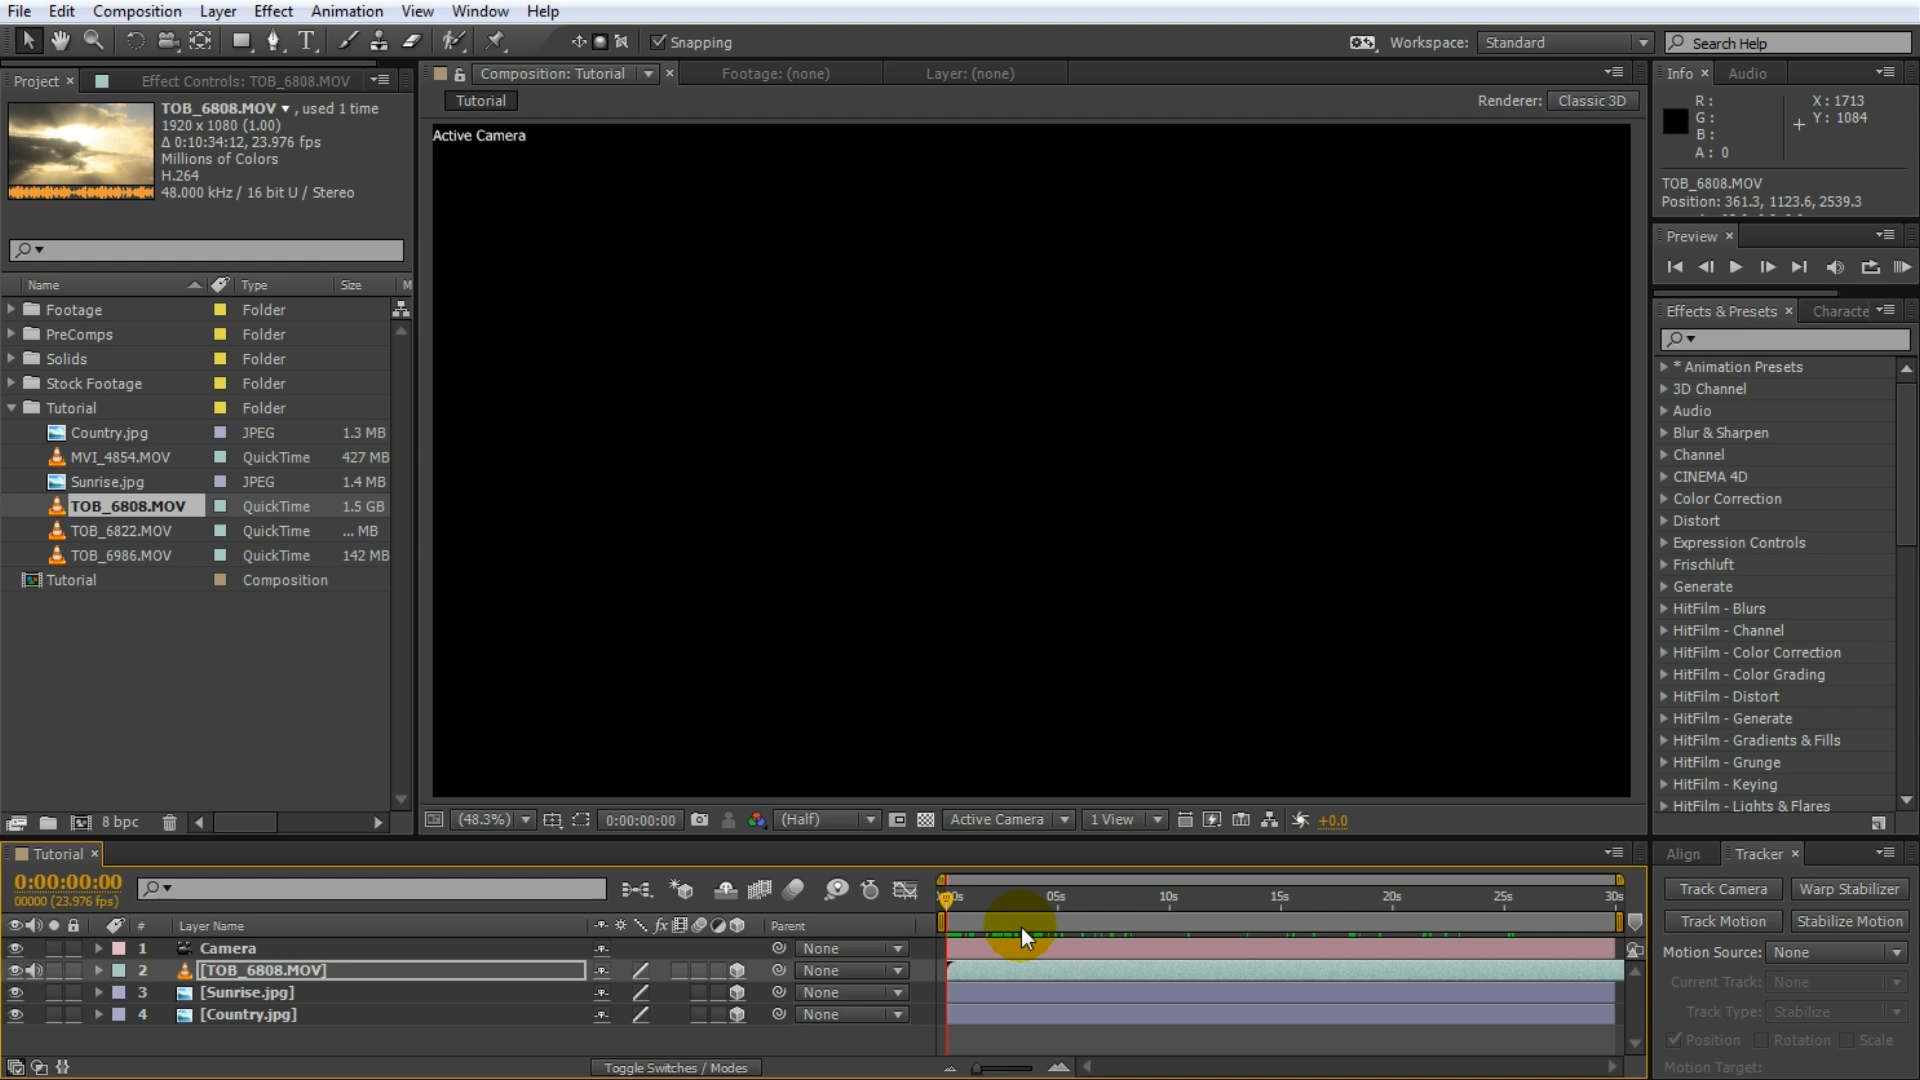 File Edit Composition Layer Effect Animation View Window Help
Snapping Workspace: Standard Search Help
Project × Effect Controls: TOB_6808.MOV
TOB_6808.MOV ▼ , used 1 time
1920 x 1080 (1.00)
Δ 0:10:34:12, 23.976 fps
Millions of Colors
H.264
48.000 kHz / 16 bit U / Stereo
Name Type Size M
Footage Folder
PreComps Folder
Solids Folder
Stock Footage Folder
Tutorial Folder
Country.jpg JPEG 1.3 MB
MVI_4854.MOV QuickTime 427 MB
Sunrise.jpg JPEG 1.4 MB
TOB_6808.MOV QuickTime 1.5 GB
TOB_6822.MOV QuickTime ... MB
TOB_6986.MOV QuickTime 142 MB
Tutorial Composition
8 bpc
Composition: Tutorial × Footage: (none) Layer: (none)
Tutorial Renderer: Classic 3D
Active Camera
(48.3%) 0:00:00:00 (Half) Active Camera 1 View +0.0
Info × Audio
R: X: 1713
G: Y: 1084
B:
A: 0
TOB_6808.MOV
Position: 361.3, 1123.6, 2539.3
Preview ×
Effects & Presets × Characte
* Animation Presets
3D Channel
Audio
Blur & Sharpen
Channel
CINEMA 4D
Color Correction
Distort
Expression Controls
Frischluft
Generate
HitFilm - Blurs
HitFilm - Channel
HitFilm - Color Correction
HitFilm - Color Grading
HitFilm - Distort
HitFilm - Generate
HitFilm - Gradients & Fills
HitFilm - Grunge
HitFilm - Keying
HitFilm - Lights & Flares
Tutorial ×
0:00:00:00
00000 (23.976 fps)
05s 10s 15s 20s 25s 30s
# Layer Name fx Parent
1 Camera None
2 [TOB_6808.MOV] None
3 [Sunrise.jpg] None
4 [Country.jpg] None
Toggle Switches / Modes
Align Tracker ×
Track Camera Warp Stabilizer
Track Motion Stabilize Motion
Motion Source: None
Current Track: None
Track Type: Stabilize
Position Rotation Scale
Motion Target: